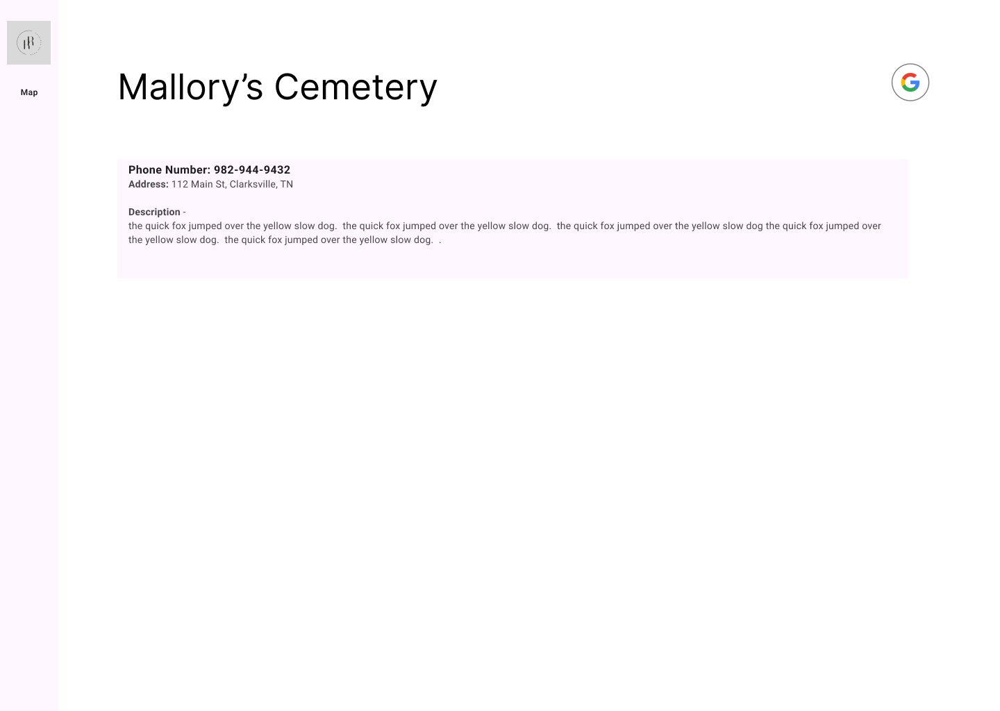 Map
Mallory’s Cemetery
Phone Number: 982-944-9432
Address: 112 Main St, Clarksville, TN
Description -
the quick fox jumped over the yellow slow dog.  the quick fox jumped over the yellow slow dog.  the quick fox jumped over the yellow slow dog the quick fox jumped over
the yellow slow dog.  the quick fox jumped over the yellow slow dog.  .